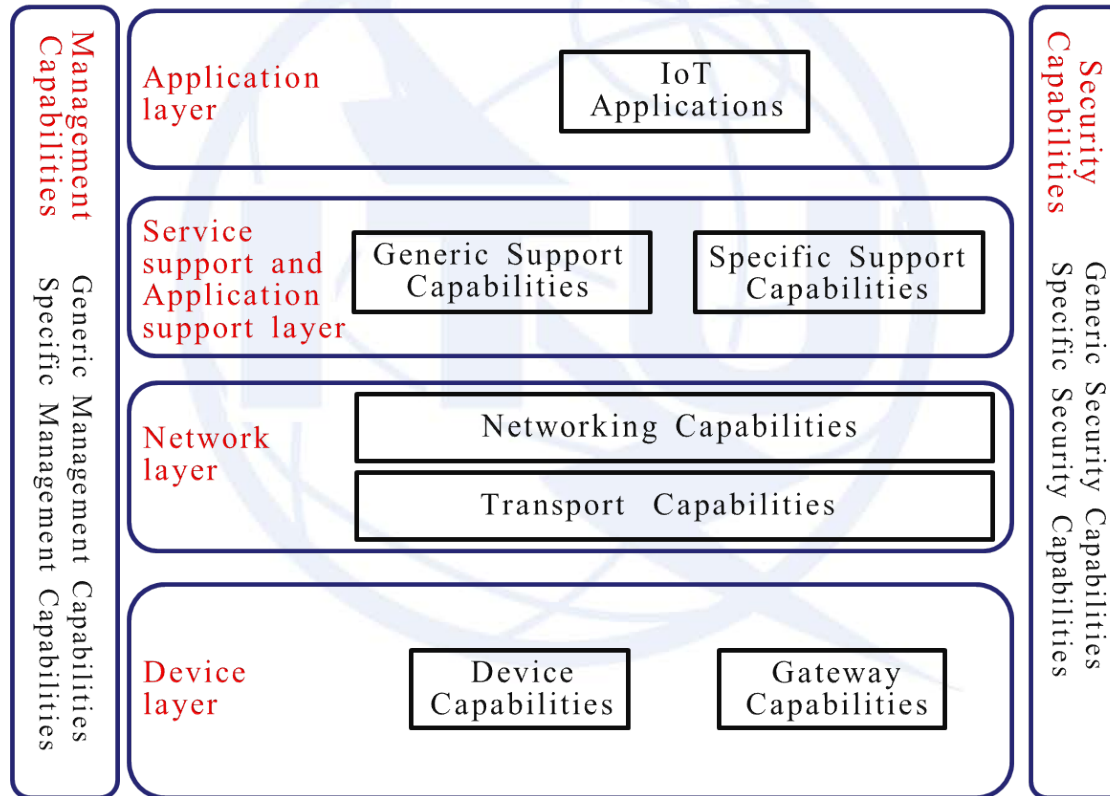 Management
Capabilities
Generic Management Capabilities
Specific Management Capabilities
Application
layer
IoT
Applications
Service
support and
Application
support layer
Generic Support
Capabilities
Specific Support
Capabilities
Network
layer
Networking Capabilities
Transport Capabilities
Device
layer
Device
Capabilities
Gateway
Capabilities
Security
Capabilities
Generic Security Capabilities
Specific Security Capabilities
ITU